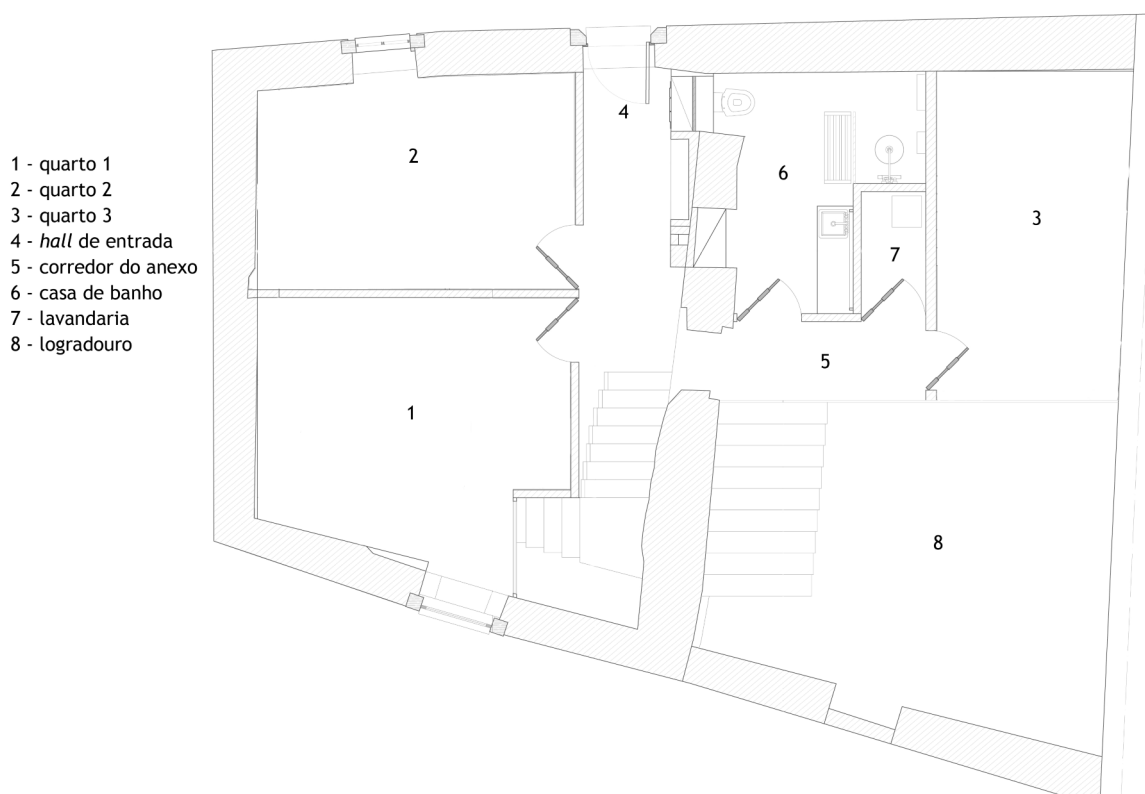 1 - quarto 1
2 - quarto 2
3 - quarto 3
4 - hall de entrada
5 - corredor do anexo
6 - casa de banho
7 - lavandaria
8 - logradouro
4
2
6
3
7
5
1
8